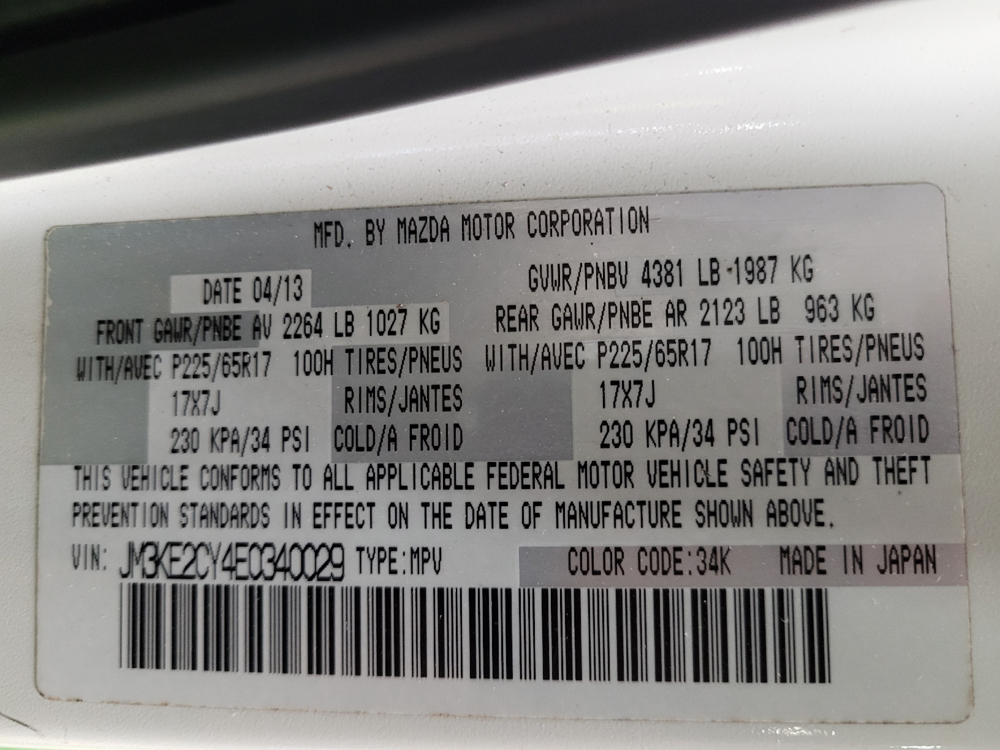 MFD. BY MAZDA MOTOR CORPORATION
DATE 04/13 GVWR/PNBV 4381 LB-1987 KG
FRONT GAWR/PNBE AV 2264 LB 1027 KG REAR GAWR/PNBE AR 2123 LB 963 KG
WITH/AVEC P225/65R17 100H TIRES/PNEUS WITH/AVEC P225/65R17 100H TIRES/PNEUS
17X7J RIMS/JANTES 17X7J RIMS/JANTES
230 KPA/34 PSI COLD/A FROID 230 KPA/34 PSI COLD/A FROID
THIS VEHICLE CONFORMS TO ALL APPLICABLE FEDERAL MOTOR VEHICLE SAFETY AND THEFT
PREVENTION STANDARDS IN EFFECT ON THE DATE OF MANUFACTURE SHOWN ABOVE.
VIN: JM3KE2CY4E0340029 TYPE:MPV COLOR CODE:34K MADE IN JAPAN